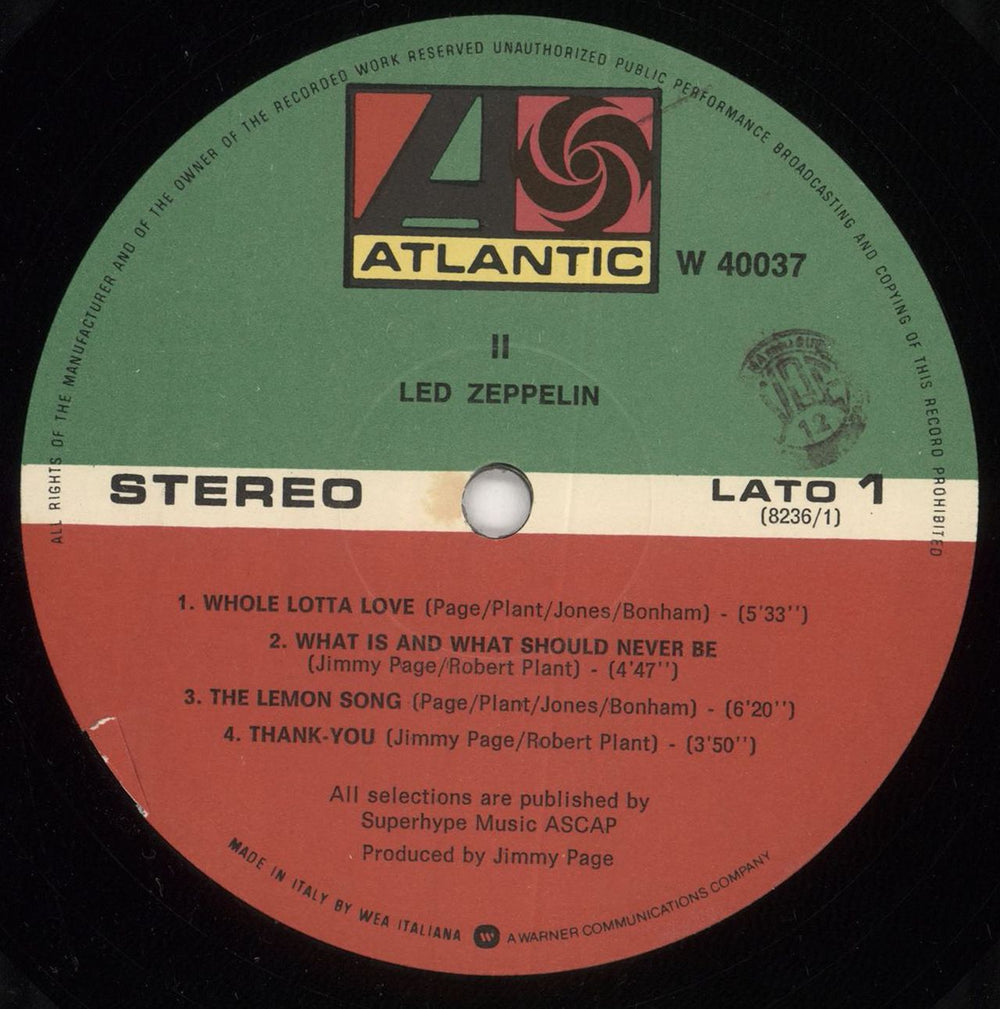 ALL RIGHTS OF THE MANUFACTURER AND OF THE OWNER OF THE RECORDED WORK RESERVED UNAUTHORIZED PUBLIC PERFORMANCE BROADCASTING AND COPYING OF THIS RECORD PROHIBITED
ATLANTIC
W 40037
II
LED ZEPPELIN
12
STEREO
LATO 1
(8236/1)
1. WHOLE LOTTA LOVE (Page/Plant/Jones/Bonham) - (5'33'')
2. WHAT IS AND WHAT SHOULD NEVER BE
(Jimmy Page/Robert Plant) - (4'47'')
3. THE LEMON SONG (Page/Plant/Jones/Bonham) - (6'20'')
4. THANK-YOU (Jimmy Page/Robert Plant) - (3'50'')
All selections are published by
Superhype Music ASCAP
Produced by Jimmy Page
MADE IN ITALY BY WEA ITALIANA A WARNER COMMUNICATIONS COMPANY